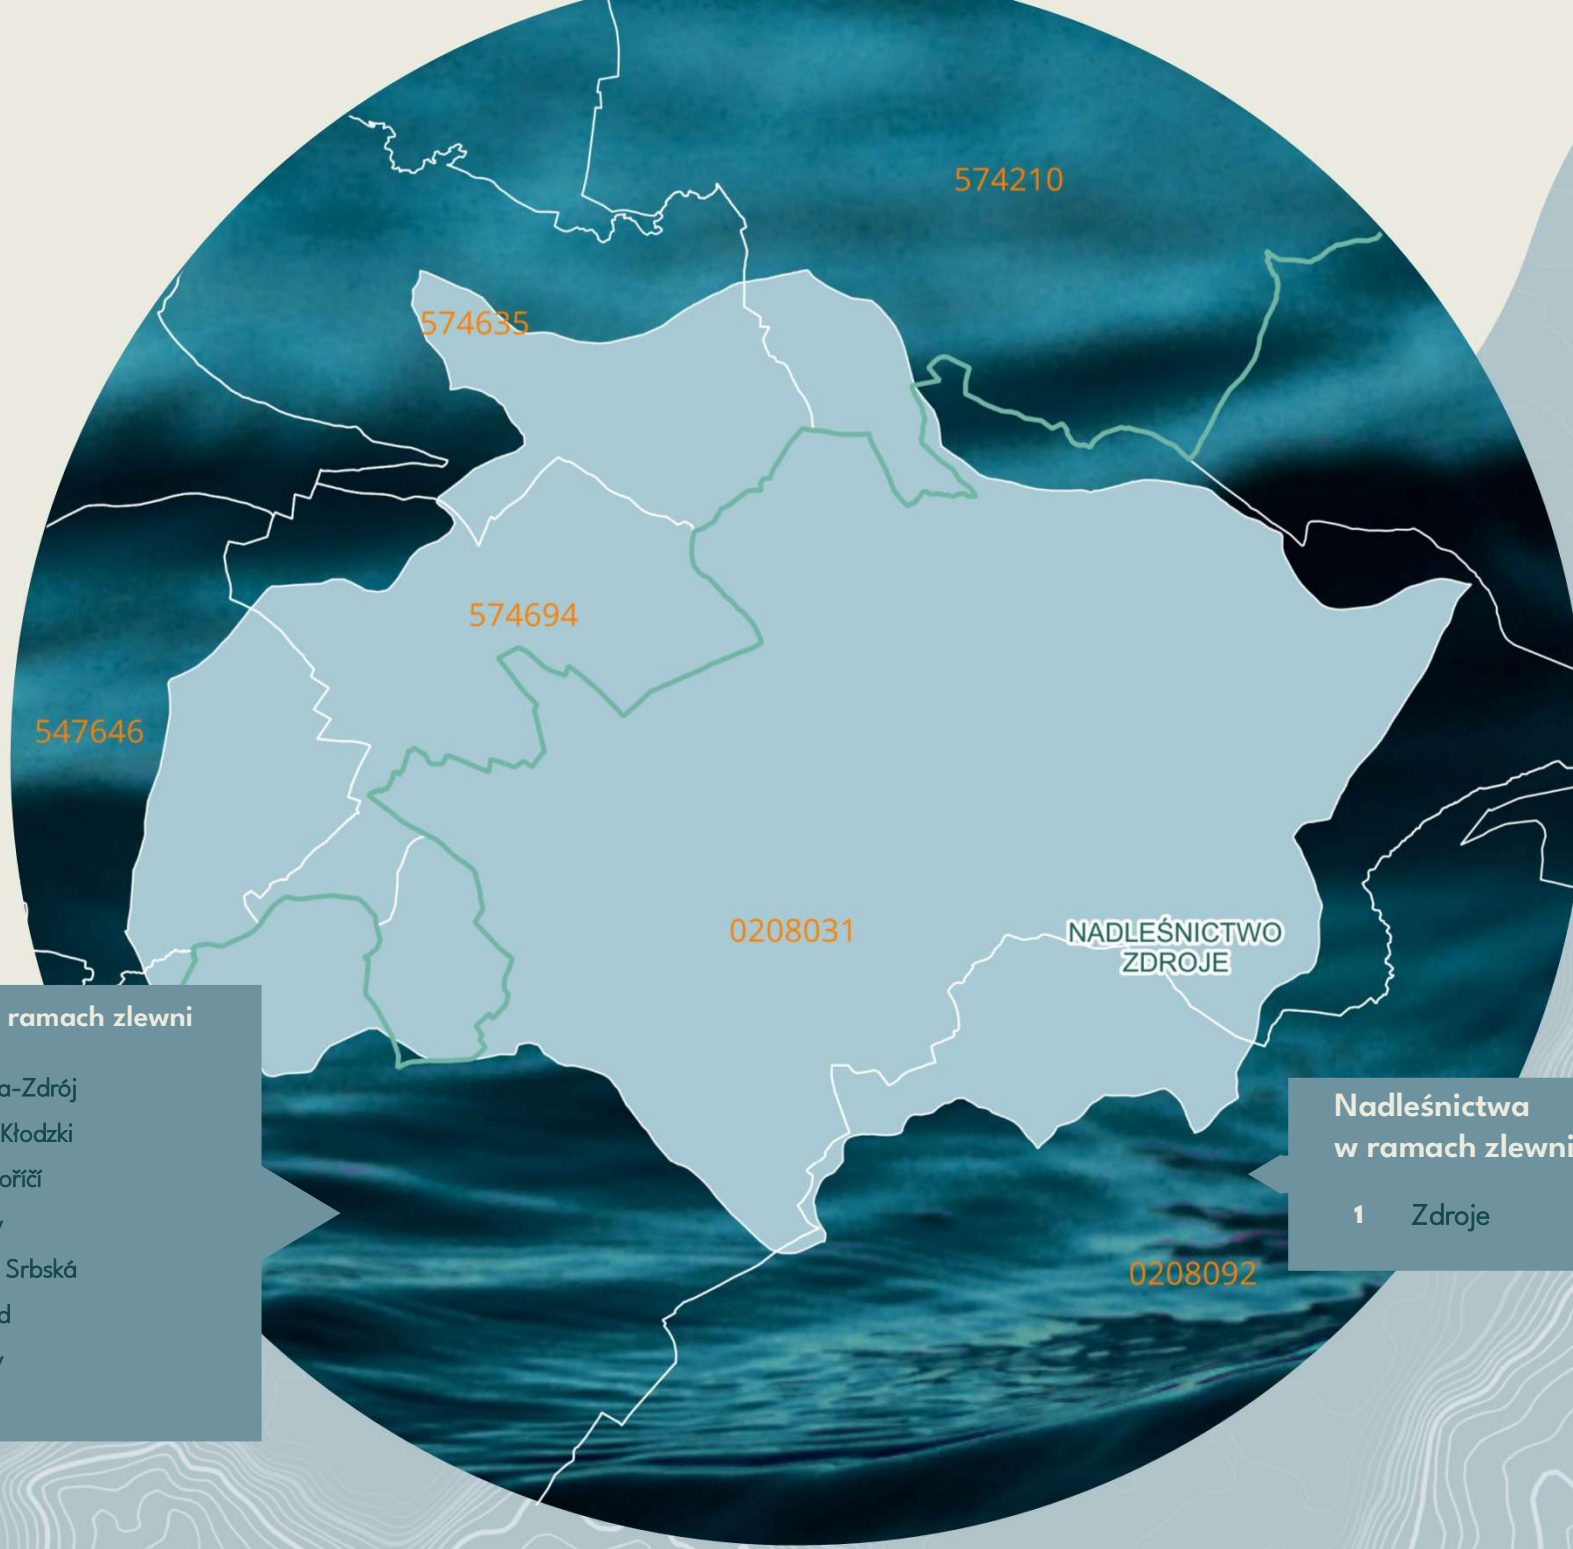 574210
574635
574694
547646
0208031
NADLEŚNICTWO
ZDROJE
ramach zlewni
a-Zdrój
Kłodzki
oříčí
y
Srbská
d
y
Nadleśnictwa
w ramach zlewni
1 Zdroje
0208092